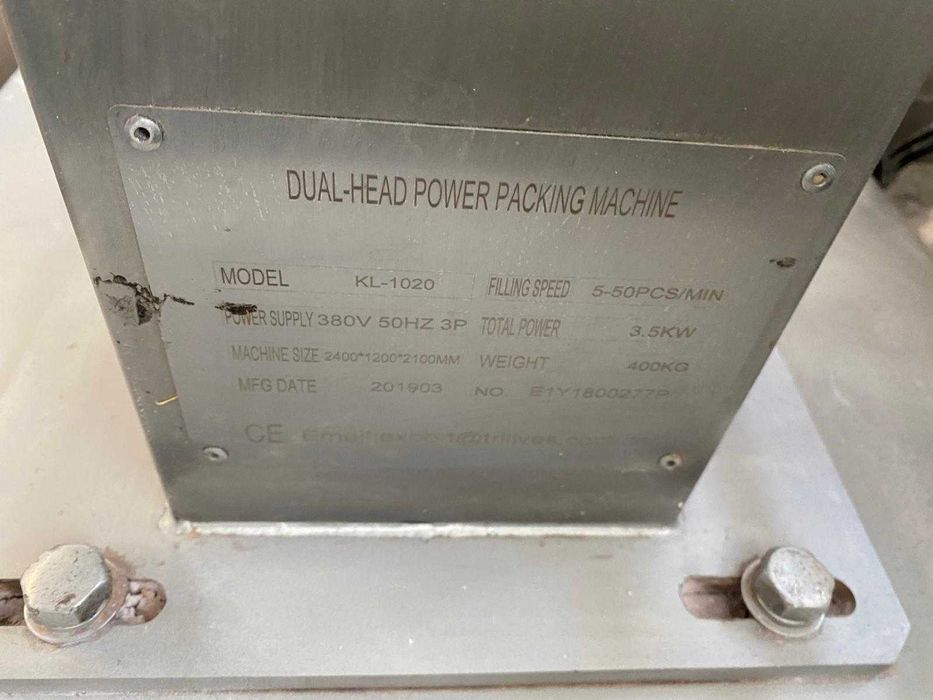 DUAL-HEAD POWER PACKING MACHINE
MODEL KL-1020 FILLING SPEED 5-50PCS/MIN
POWER SUPPLY 380V 50HZ 3P TOTAL POWER 3.5KW
MACHINE SIZE 2400*1200*2100MM WEIGHT 400KG
MFG DATE 201903 NO E1Y1800277P
CE